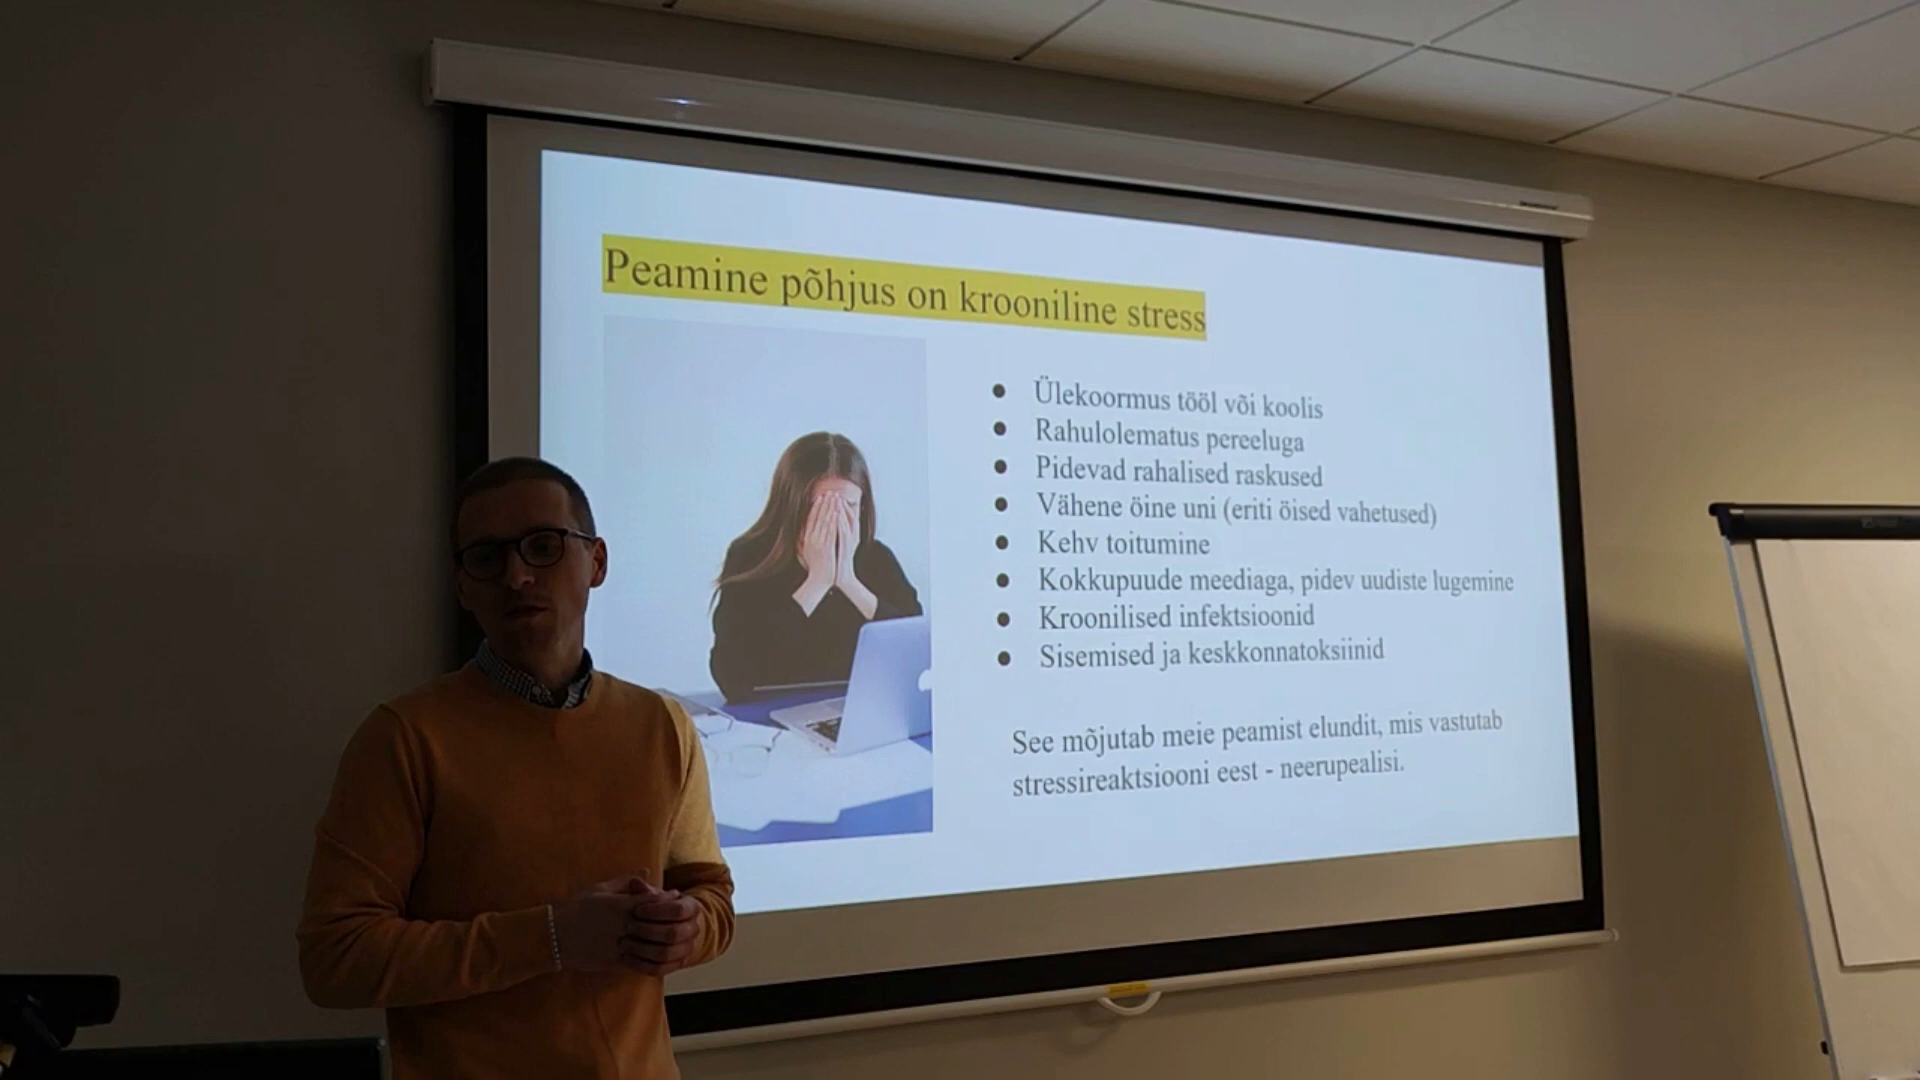 Peamine põhjus on krooniline stress
● Ülekoormus tööl või koolis
● Rahulolematus pereeluga
● Pidevad rahalised raskused
● Vähene öine uni (eriti öised vahetused)
● Kehv toitumine
● Kokkupuude meediaga, pidev uudiste lugemine
● Kroonilised infektsioonid
● Sisemised ja keskkonnatoksiinid
See mõjutab meie peamist elundit, mis vastutab
stressireaktsiooni eest - neerupealisi.